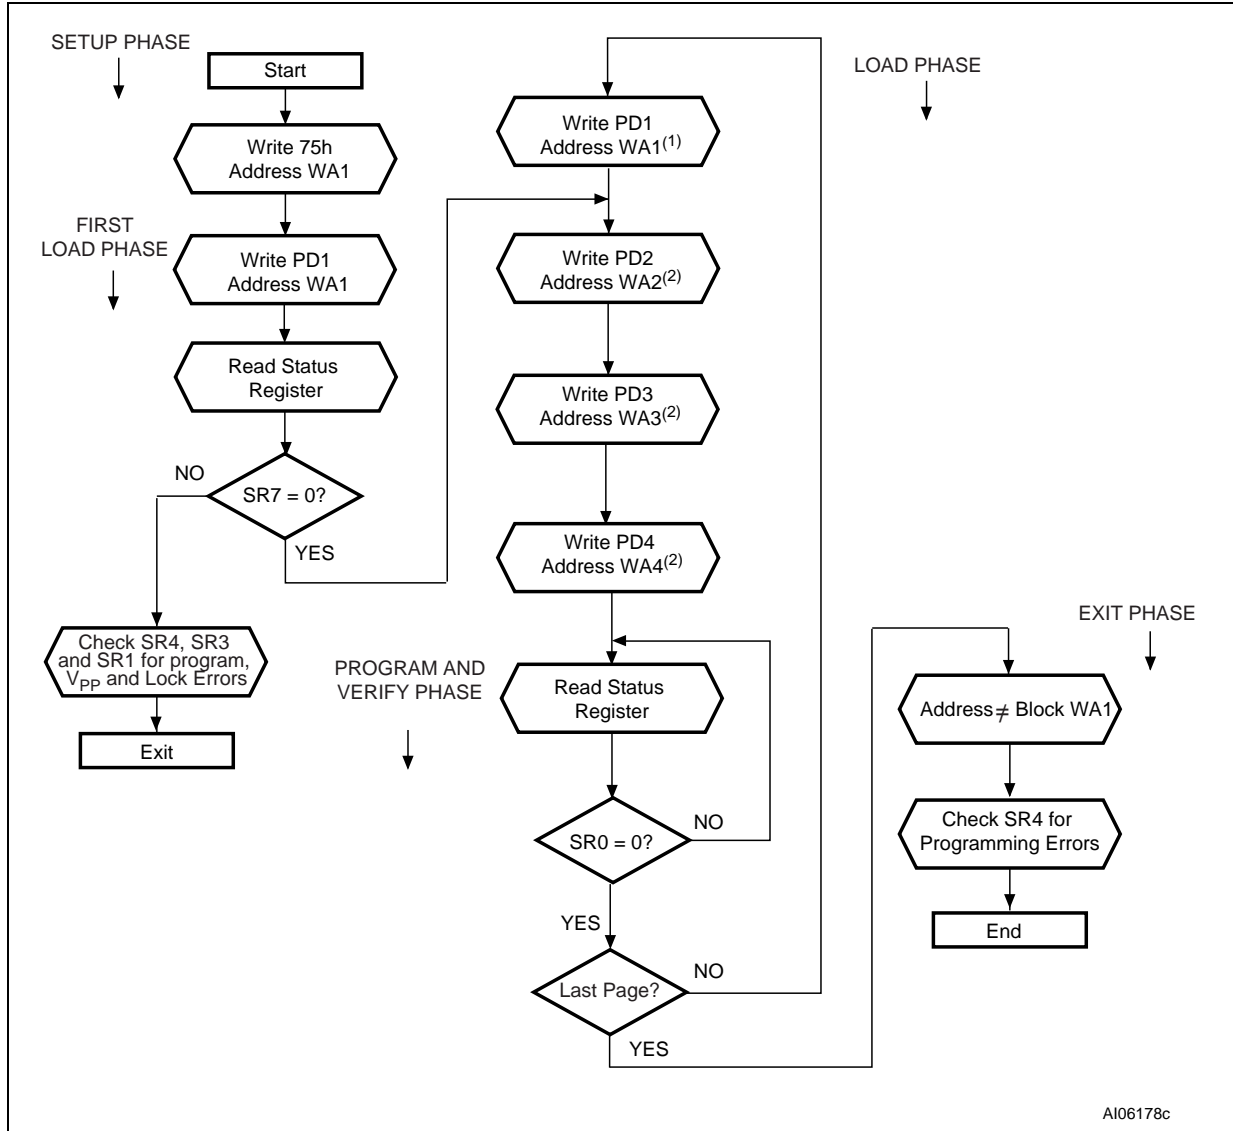 SETUP PHASE
Start
Write 75h
Address WA1
FIRST
LOAD PHASE
Write PD1
Address WA1
Read Status
Register
NO
SR7 = 0?
YES
Check SR4, SR3
and SR1 for program,
VPP and Lock Errors
Exit
LOAD PHASE
Write PD1
Address WA1(1)
Write PD2
Address WA2(2)
Write PD3
Address WA3(2)
Write PD4
Address WA4(2)
PROGRAM AND
VERIFY PHASE
Read Status
Register
NO
SR0 = 0?
YES
NO
Last Page?
YES
EXIT PHASE
Address ≠ Block WA1
Check SR4 for
Programming Errors
End
AI06178c